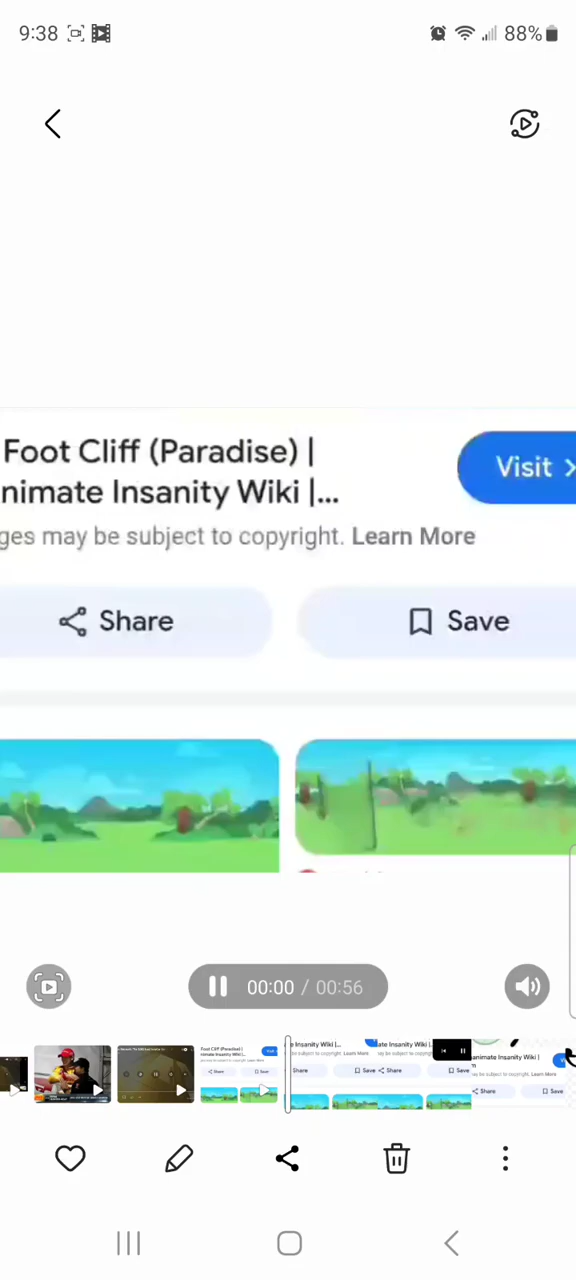 9:38
88%
Foot Cliff (Paradise) |
nimate Insanity Wiki |...
Visit
ges may be subject to copyright. Learn More
Share
Save
00:00 / 00:56